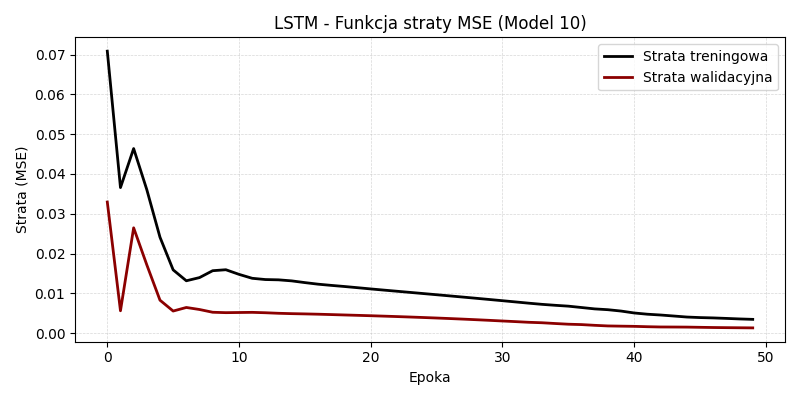 LSTM - Funkcja straty MSE (Model 10)
Strata treningowa
Strata walidacyjna
Strata (MSE)
0.07
0.06
0.05
0.04
0.03
0.02
0.01
0.00
0 10 20 30 40 50
Epoka